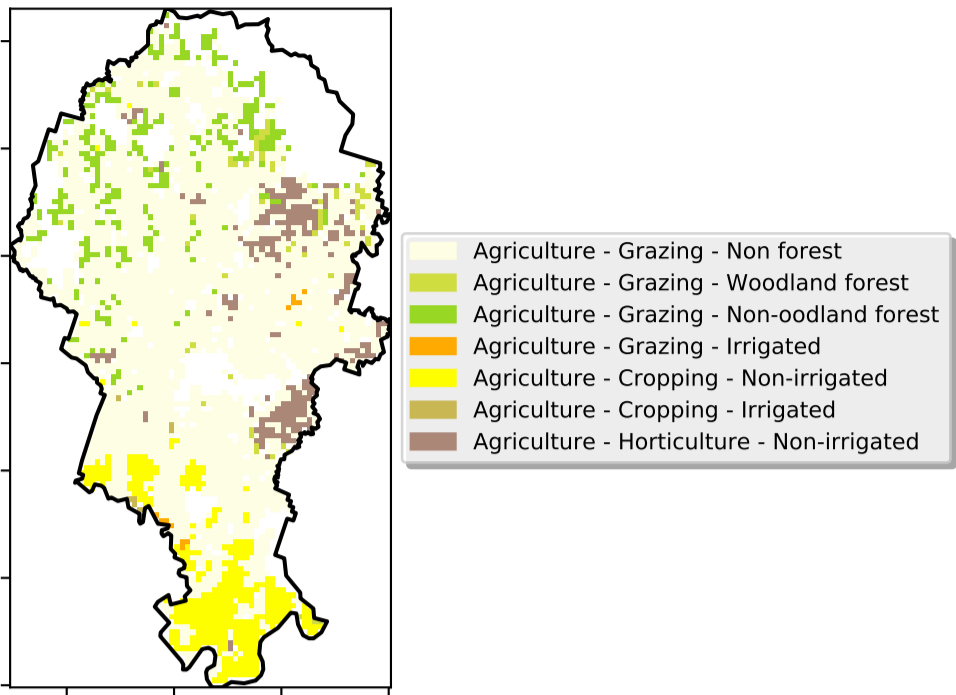 Agriculture - Grazing - Non forest
Agriculture - Grazing - Woodland forest
Agriculture - Grazing - Non-oodland forest
Agriculture - Grazing - Irrigated
Agriculture - Cropping - Non-irrigated
Agriculture - Cropping - Irrigated
Agriculture - Horticulture - Non-irrigated